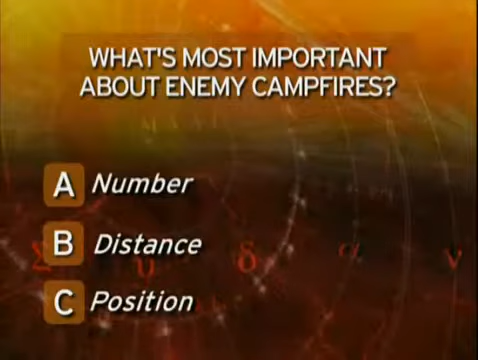 WHAT'S MOST IMPORTANT
ABOUT ENEMY CAMPFIRES?
A Number
B Distance
Σ υ δ α ν
C Position